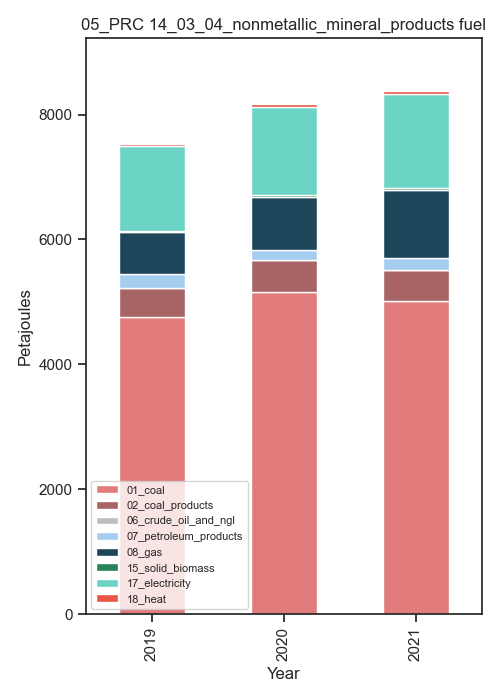 05_PRC 14_03_04_nonmetallic_mineral_products fuel
8000
6000
4000
2000
0
Petajoules
01_coal
02_coal_products
06_crude_oil_and_ngl
07_petroleum_products
08_gas
15_solid_biomass
17_electricity
18_heat
2019
2020
2021
Year